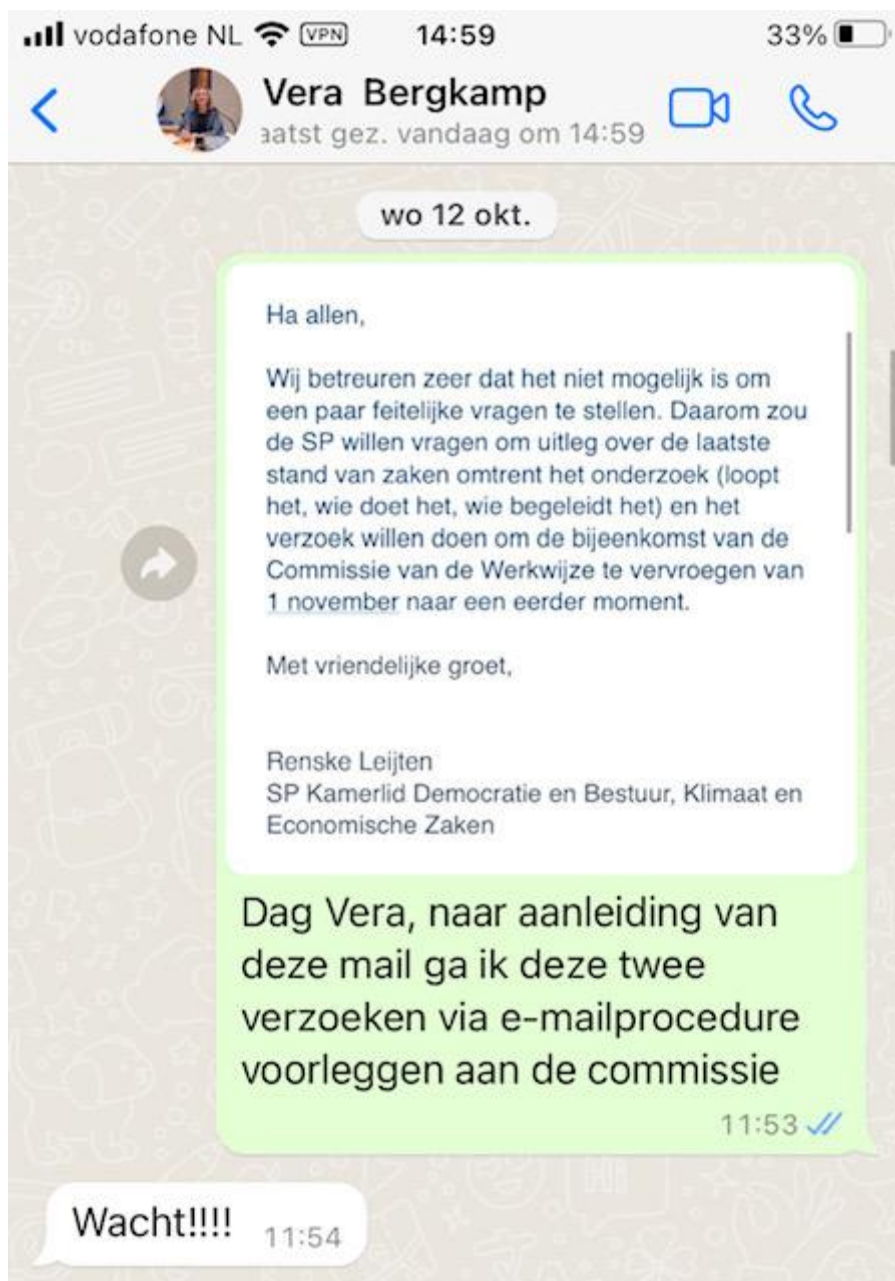 vodafone NL VPN 14:59 33%
Vera Bergkamp
aatst gez. vandaag om 14:59
wo 12 okt.
Ha allen,
Wij betreuren zeer dat het niet mogelijk is om
een paar feitelijke vragen te stellen. Daarom zou
de SP willen vragen om uitleg over de laatste
stand van zaken omtrent het onderzoek (loopt
het, wie doet het, wie begeleidt het) en het
verzoek willen doen om de bijeenkomst van de
Commissie van de Werkwijze te vervroegen van
1 november naar een eerder moment.
Met vriendelijke groet,
Renske Leijten
SP Kamerlid Democratie en Bestuur, Klimaat en
Economische Zaken
Dag Vera, naar aanleiding van
deze mail ga ik deze twee
verzoeken via e-mailprocedure
voorleggen aan de commissie
11:53
Wacht!!!! 11:54